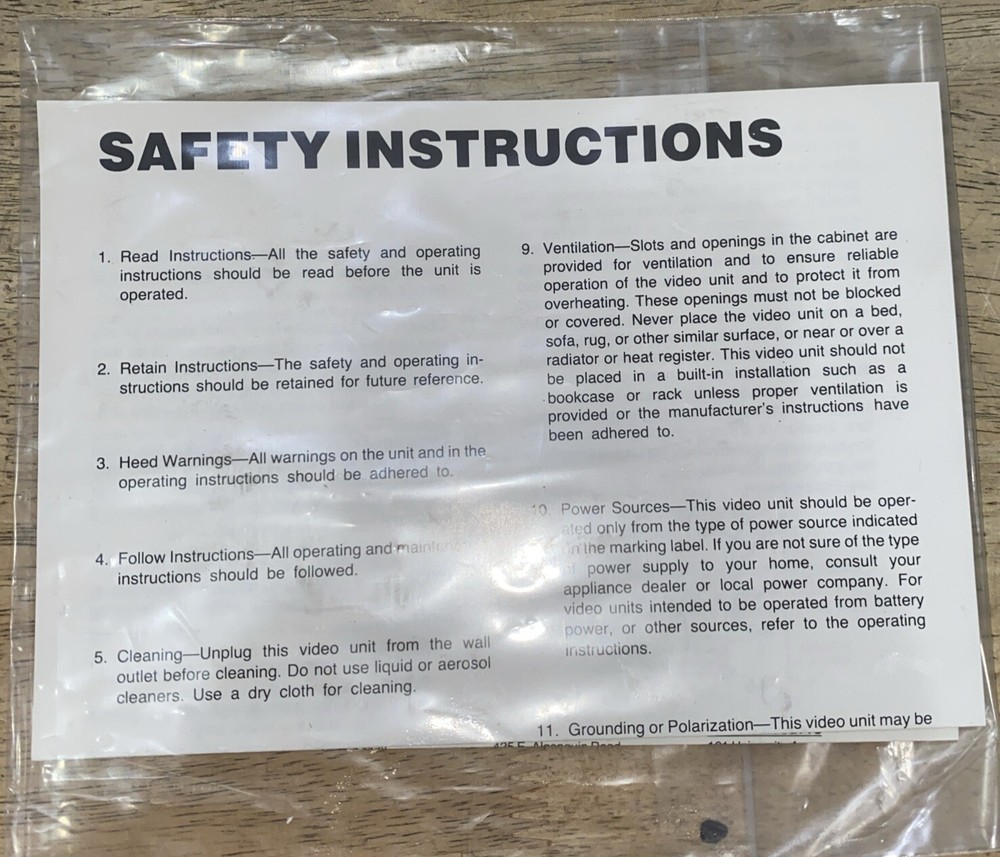 SAFETY INSTRUCTIONS
1. Read Instructions—All the safety and operating
instructions should be read before the unit is
operated.
2. Retain Instructions—The safety and operating in-
structions should be retained for future reference.
3. Heed Warnings—All warnings on the unit and in the
operating instructions should be adhered to.
4. Follow Instructions—All operating and
instructions should be followed.
5. Cleaning—Unplug this video unit from the wall
outlet before cleaning. Do not use liquid or aerosol
cleaners. Use a dry cloth for cleaning.
9. Ventilation—Slots and openings in the cabinet are
provided for ventilation and to ensure reliable
operation of the video unit and to protect it from
overheating. These openings must not be blocked
or covered. Never place the video unit on a bed,
sofa, rug, or other similar surface, or near or over a
radiator or heat register. This video unit should not
be placed in a built-in installation such as a
bookcase or rack unless proper ventilation is
provided or the manufacturer's instructions have
been adhered to.
10. Power Sources—This video unit should be oper-
ated only from the type of power source indicated
on the marking label. If you are not sure of the type
of power supply to your home, consult your
appliance dealer or local power company. For
video units intended to be operated from battery
power, or other sources, refer to the operating
instructions.
11. Grounding or Polarization—This video unit may be